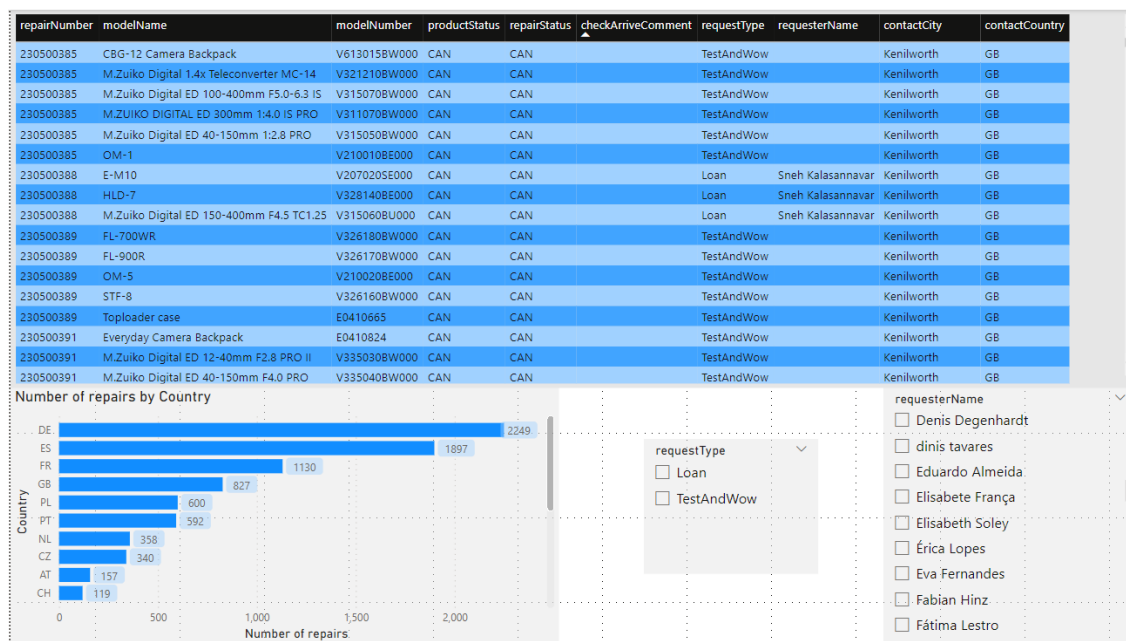 repairNumber modelName modelNumber productStatus repairStatus checkArriveComment requestType requesterName contactCity contactCountry
230500385 CBG-12 Camera Backpack V613015BW000 CAN CAN TestAndWow Kenilworth GB
230500385 M.Zuiko Digital 1.4x Teleconverter MC-14 V321210BW000 CAN CAN TestAndWow Kenilworth GB
230500385 M.Zuiko Digital ED 100-400mm F5.0-6.3 IS V315070BW000 CAN CAN TestAndWow Kenilworth GB
230500385 M.ZUIKO DIGITAL ED 300mm 1:4.0 IS PRO V311070BW000 CAN CAN TestAndWow Kenilworth GB
230500385 M.Zuiko Digital ED 40-150mm 1:2.8 PRO V315050BW000 CAN CAN TestAndWow Kenilworth GB
230500385 OM-1 V210010BE000 CAN CAN TestAndWow Kenilworth GB
230500388 E-M10 V207020SE000 CAN CAN Loan Sneh Kalasannavar Kenilworth GB
230500388 HLD-7 V328140BE000 CAN CAN Loan Sneh Kalasannavar Kenilworth GB
230500388 M.Zuiko Digital ED 150-400mm F4.5 TC1.25 V315060BU000 CAN CAN Loan Sneh Kalasannavar Kenilworth GB
230500389 FL-700WR V326180BW000 CAN CAN TestAndWow Kenilworth GB
230500389 FL-900R V326170BW000 CAN CAN TestAndWow Kenilworth GB
230500389 OM-5 V210020BE000 CAN CAN TestAndWow Kenilworth GB
230500389 STF-8 V326160BW000 CAN CAN TestAndWow Kenilworth GB
230500389 Toploader case E0410665 CAN CAN TestAndWow Kenilworth GB
230500391 Everyday Camera Backpack E0410824 CAN CAN TestAndWow Kenilworth GB
230500391 M.Zuiko Digital ED 12-40mm F2.8 PRO II V335030BW000 CAN CAN TestAndWow Kenilworth GB
230500391 M.Zuiko Digital ED 40-150mm F4.0 PRO V335040BW000 CAN CAN TestAndWow Kenilworth GB
Number of repairs by Country
Country
DE 2249
ES 1897
FR 1130
GB 827
PL 600
PT 592
NL 358
CZ 340
AT 157
CH 119
0 500 1,000 1,500 2,000
Number of repairs
requestType
Loan
TestAndWow
requesterName
Denis Degenhardt
dinis tavares
Eduardo Almeida
Elisabete França
Elisabeth Soley
Érica Lopes
Eva Fernandes
Fabian Hinz
Fátima Lestro